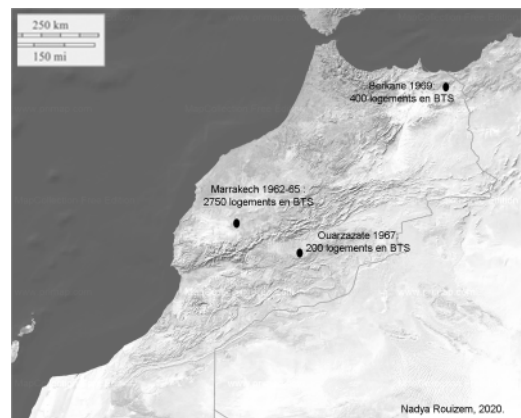 250 km
150 mi
Berkane 1969:
400 logements en BTS
Marrakech 1962-65 :
2750 logements en BTS
Ouarzazate 1967:
200 logements en BTS
Nadya Rouizem, 2020.